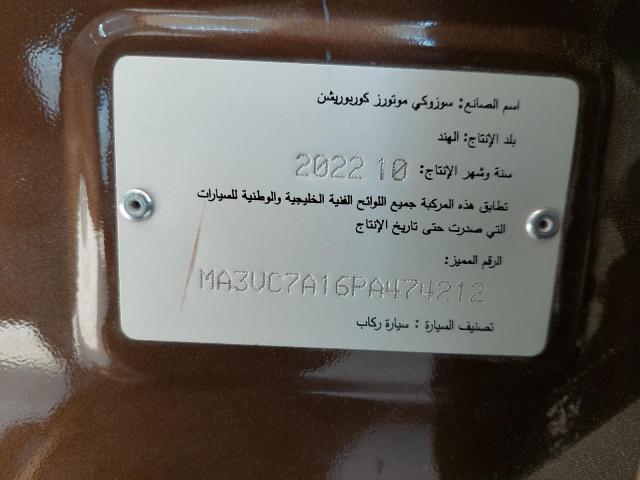 اسم الصانع: سوزوكي موتورز كوربوريشن
بلد الإنتاج: الهند
سنة وشهر الإنتاج: 10 2022
تطابق هذه المركبة جميع اللوائح الفنية الخليجية والوطنية للسيارات
التي صدرت حتى تاريخ الإنتاج
الرقم المميز:
MA3VC7A16PA474212
تصنيف السيارة : سيارة ركاب